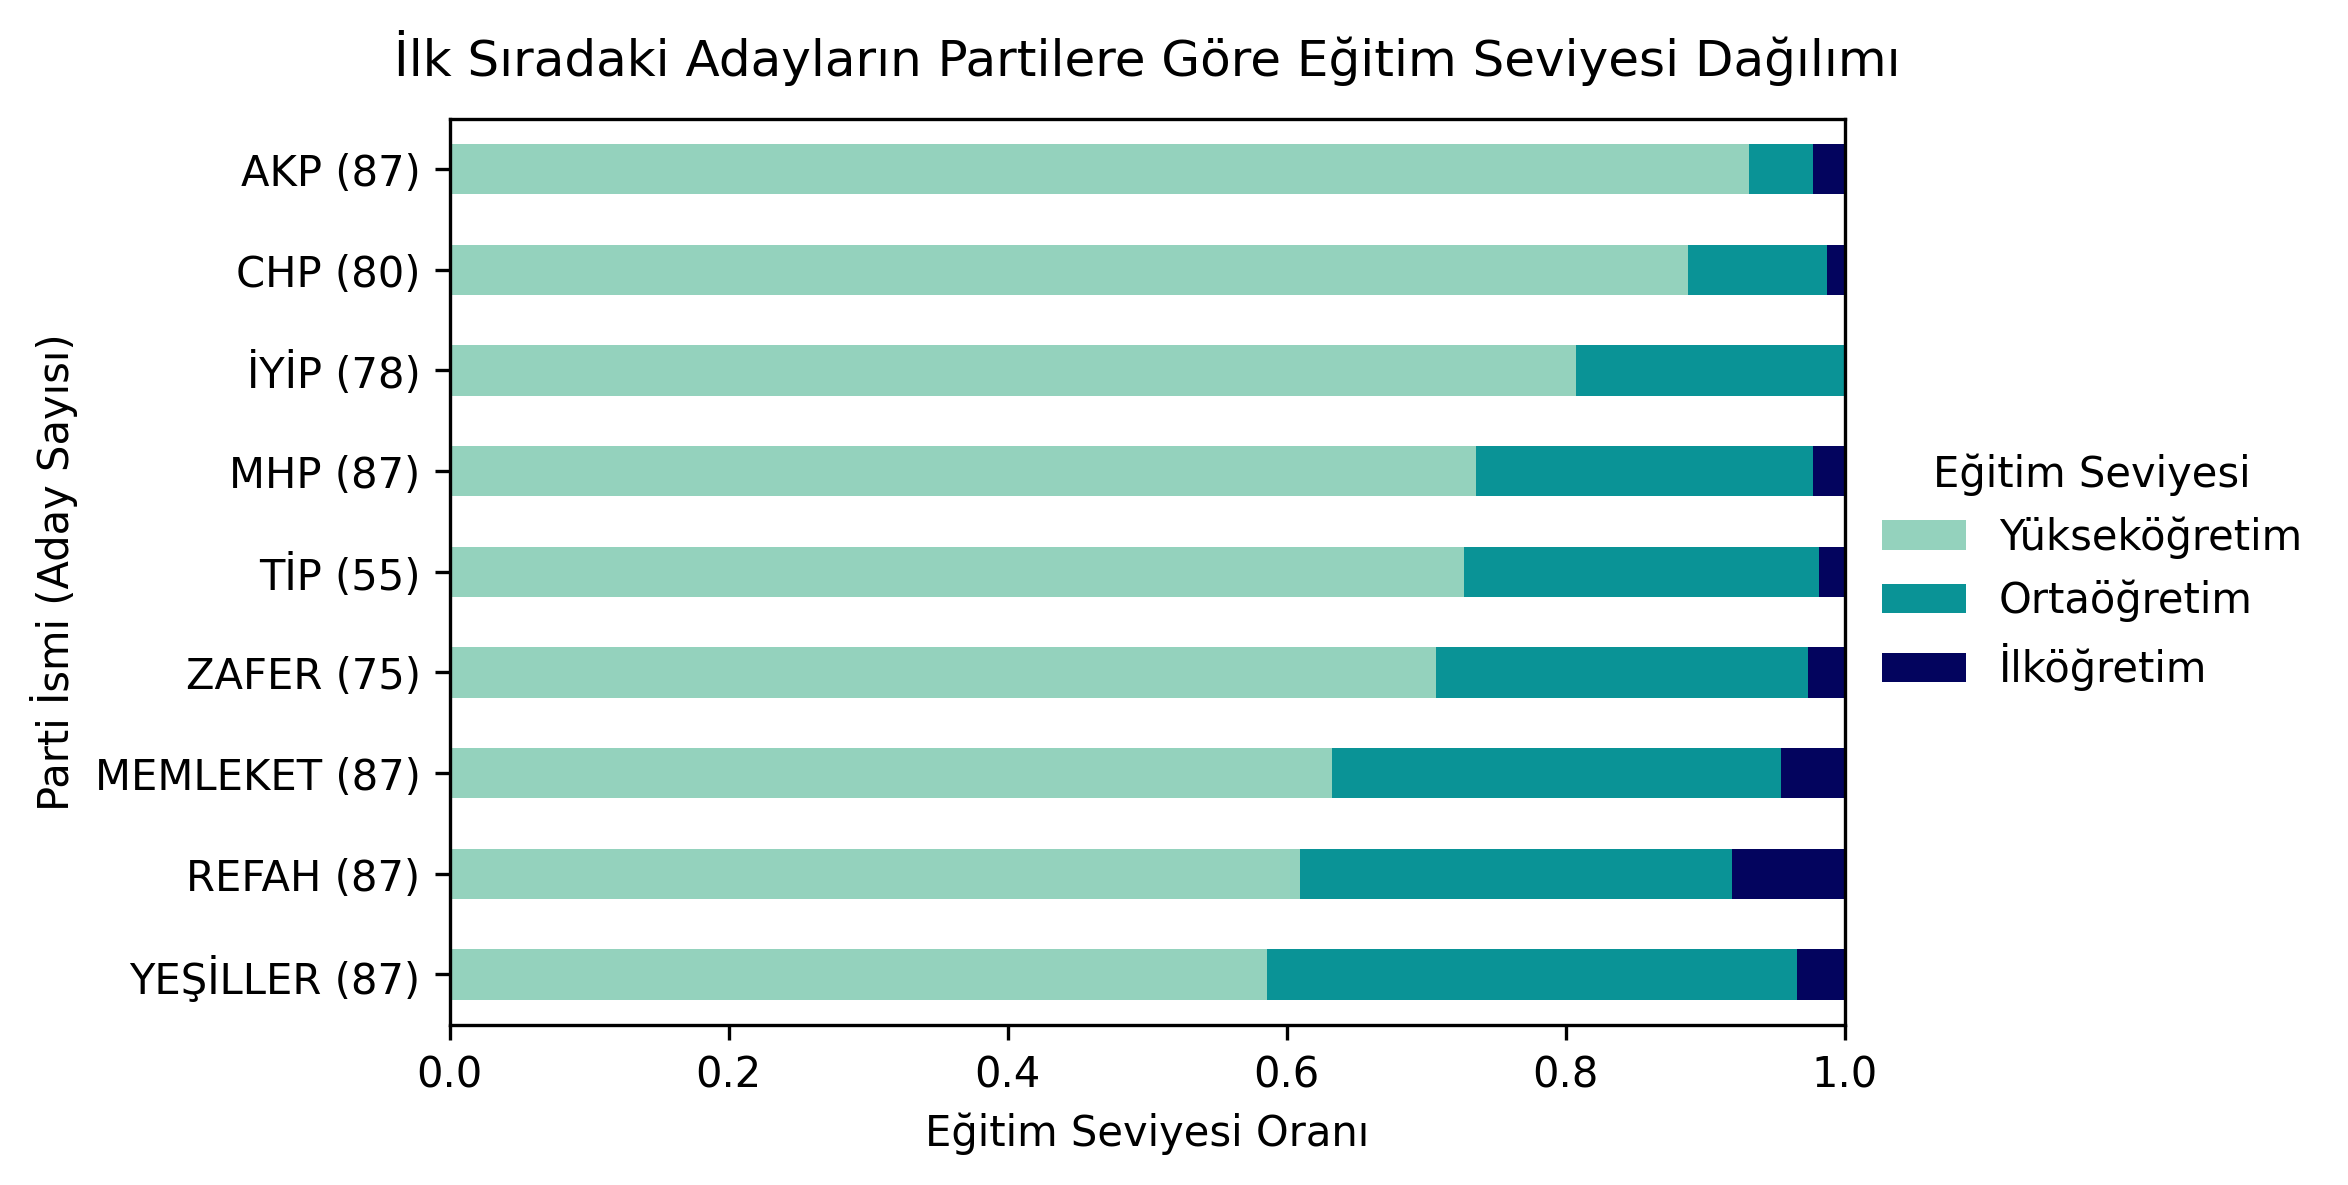 İlk Sıradaki Adayların Partilere Göre Eğitim Seviyesi Dağılımı
Parti İsmi (Aday Sayısı)
AKP (87)
CHP (80)
İYİP (78)
MHP (87)
TİP (55)
ZAFER (75)
MEMLEKET (87)
REFAH (87)
YEŞİLLER (87)
0.0 0.2 0.4 0.6 0.8 1.0
Eğitim Seviyesi Oranı
Eğitim Seviyesi
Yükseköğretim
Ortaöğretim
İlköğretim